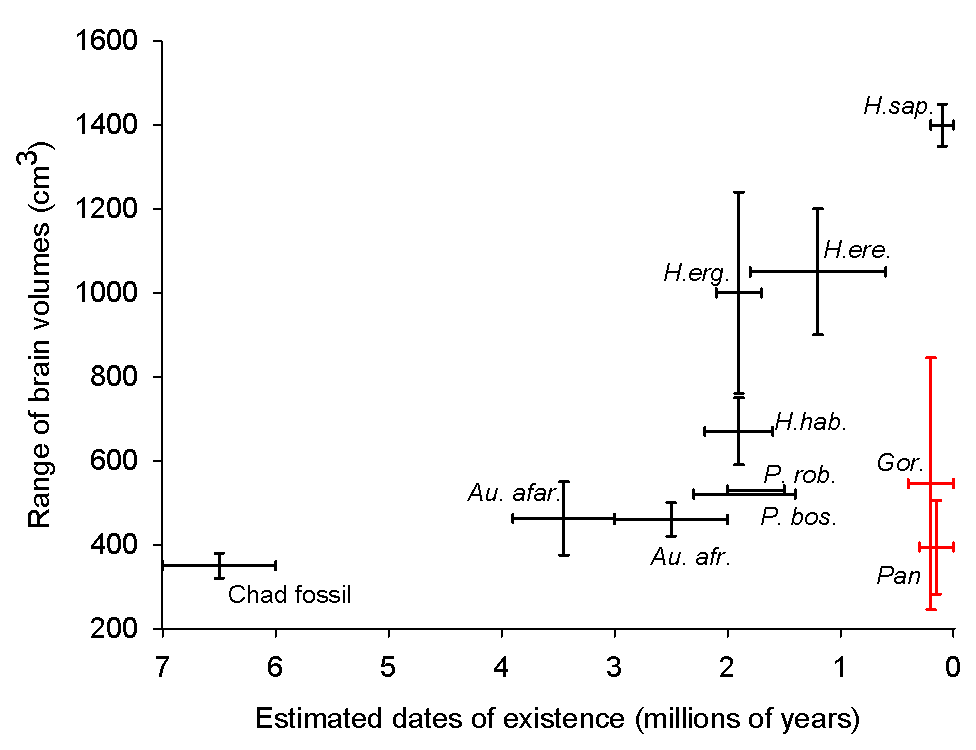 Range of brain volumes (cm3)
1600
1400
1200
1000
800
600
400
200
H.sap.
H.ere.
H.erg.
H.hab.
Gor.
P. rob.
Au. afar.
P. bos.
Au. afr.
Pan
Chad fossil
7 6 5 4 3 2 1 0
Estimated dates of existence (millions of years)